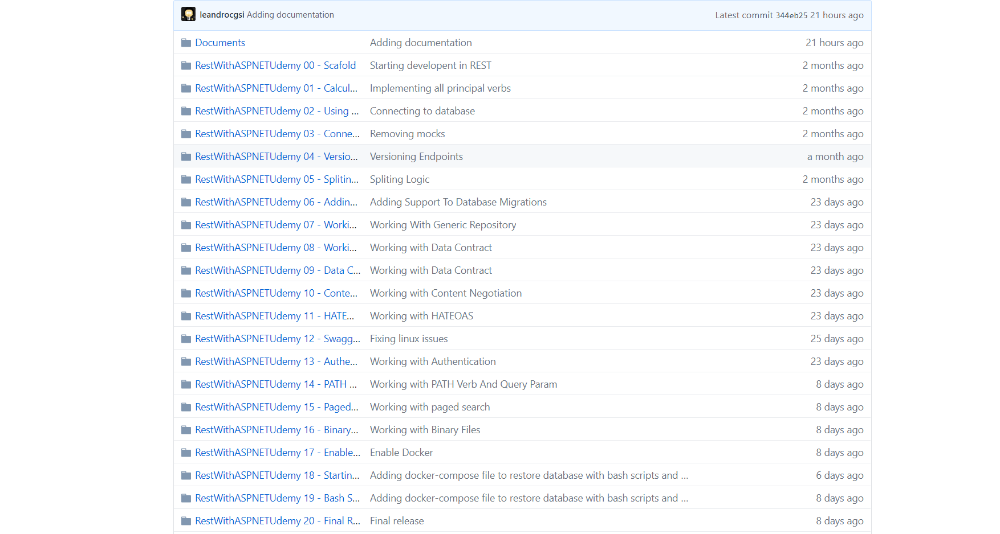 leandrocgsi Adding documentation Latest commit 344eb25 21 hours ago
Documents Adding documentation 21 hours ago
RestWithASPNETUdemy 00 - Scafold Starting developent in REST 2 months ago
RestWithASPNETUdemy 01 - Calcul... Implementing all principal verbs 2 months ago
RestWithASPNETUdemy 02 - Using ... Connecting to database 2 months ago
RestWithASPNETUdemy 03 - Conne... Removing mocks 2 months ago
RestWithASPNETUdemy 04 - Versio... Versioning Endpoints a month ago
RestWithASPNETUdemy 05 - Splitin... Spliting Logic 2 months ago
RestWithASPNETUdemy 06 - Addin... Adding Support To Database Migrations 23 days ago
RestWithASPNETUdemy 07 - Worki... Working With Generic Repository 23 days ago
RestWithASPNETUdemy 08 - Worki... Working with Data Contract 23 days ago
RestWithASPNETUdemy 09 - Data C... Working with Data Contract 23 days ago
RestWithASPNETUdemy 10 - Conte... Working with Content Negotiation 23 days ago
RestWithASPNETUdemy 11 - HATE... Working with HATEOAS 23 days ago
RestWithASPNETUdemy 12 - Swagg... Fixing linux issues 25 days ago
RestWithASPNETUdemy 13 - Authe... Working with Authentication 23 days ago
RestWithASPNETUdemy 14 - PATH ... Working with PATH Verb And Query Param 8 days ago
RestWithASPNETUdemy 15 - Paged... Working with paged search 8 days ago
RestWithASPNETUdemy 16 - Binary... Working with Binary Files 8 days ago
RestWithASPNETUdemy 17 - Enable... Enable Docker 8 days ago
RestWithASPNETUdemy 18 - Startin... Adding docker-compose file to restore database with bash scripts and ... 6 days ago
RestWithASPNETUdemy 19 - Bash S... Adding docker-compose file to restore database with bash scripts and ... 8 days ago
RestWithASPNETUdemy 20 - Final R... Final release 8 days ago